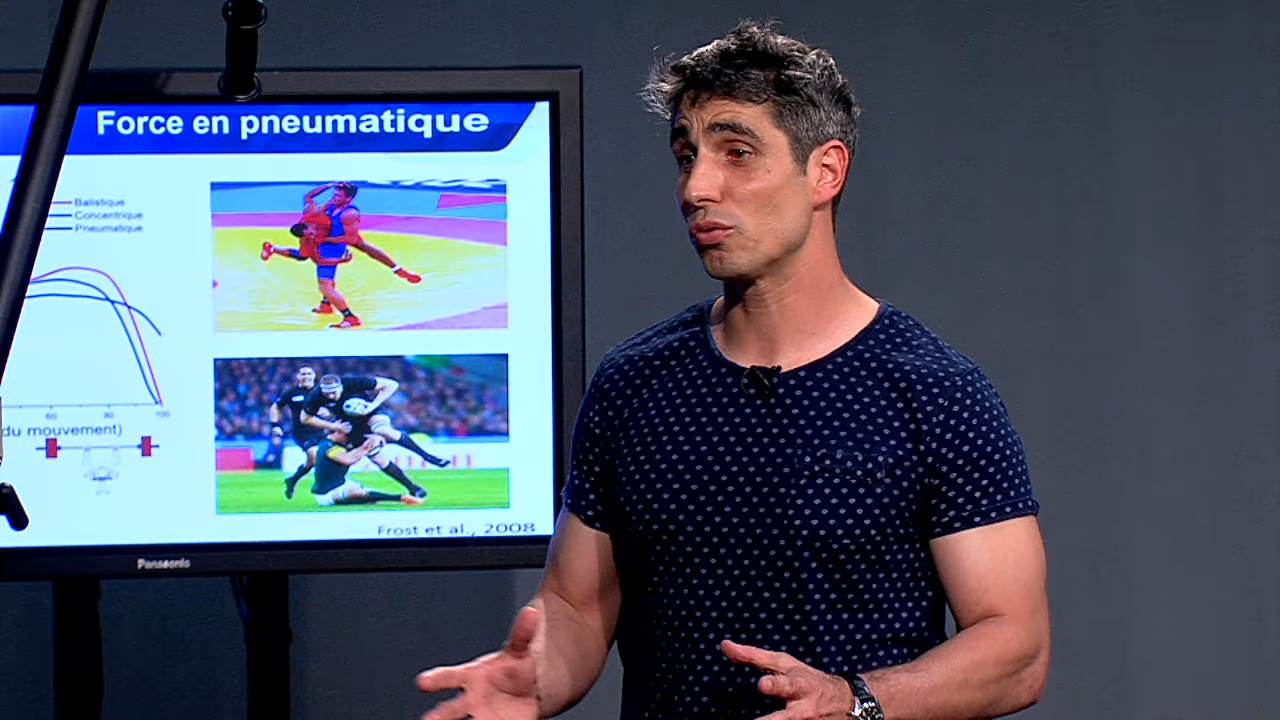 Force en pneumatique
Balistique
Concentrique
Pneumatique
60 80 100
du mouvement)
Frost et al., 2008
Panasonic